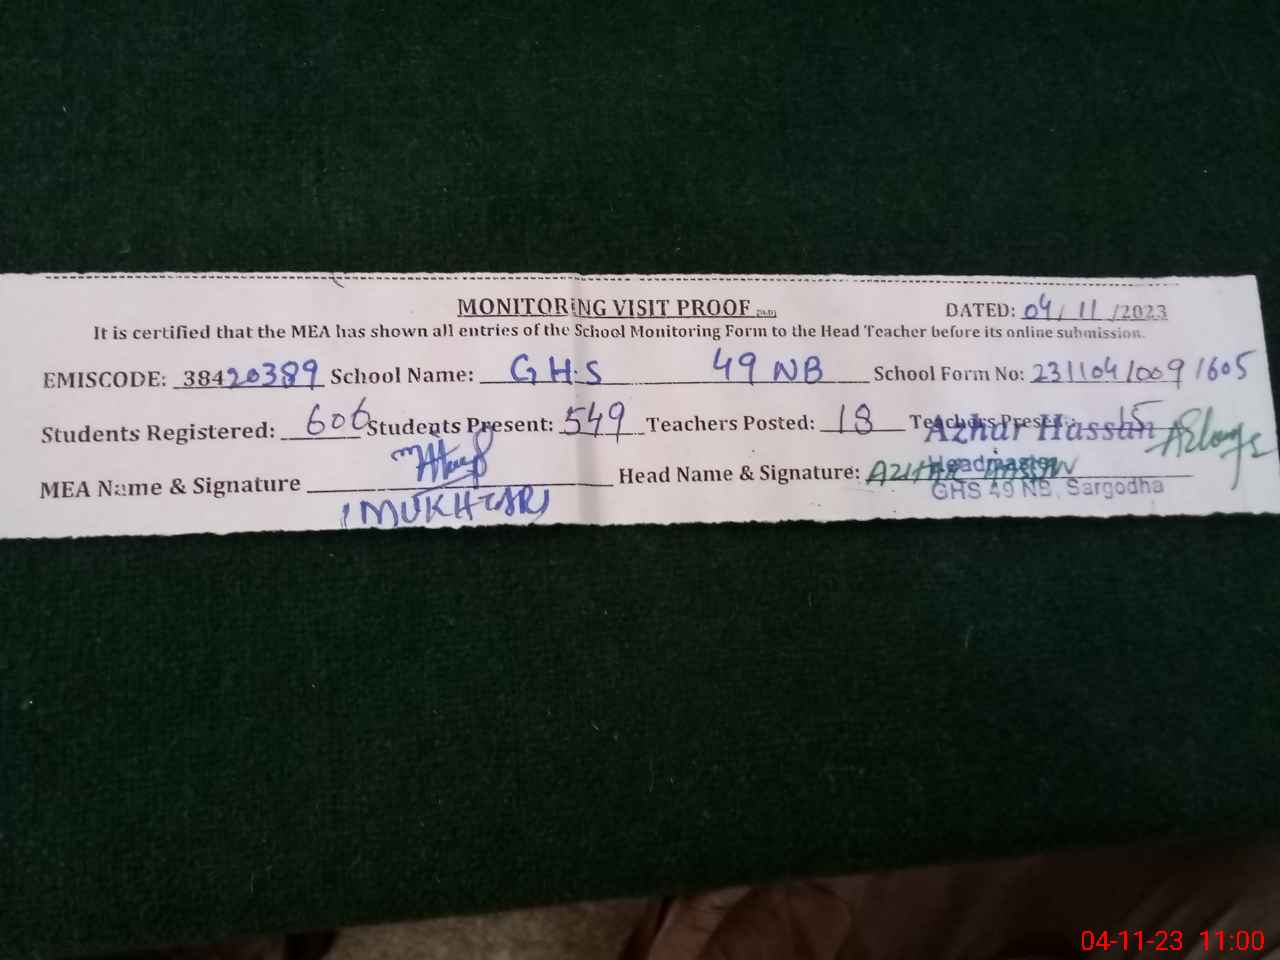 MONITORING VISIT PROOF DATED: 04/11/2023
It is certified that the MEA has shown all entries of the School Monitoring Form to the Head Teacher before its online submission.
EMISCODE: 38420389 School Name: GHS 49 NB School Form No: 23110410091605
Students Registered: 606 Students Present: 549 Teachers Posted: 18 Teachers Present: 15
Azhar Hassan
MEA Name & Signature Head Name & Signature: AZHAR HASSAN
Headmaster
(MUKHTAR) GHS 49 NB, Sargodha
04-11-23 11:00